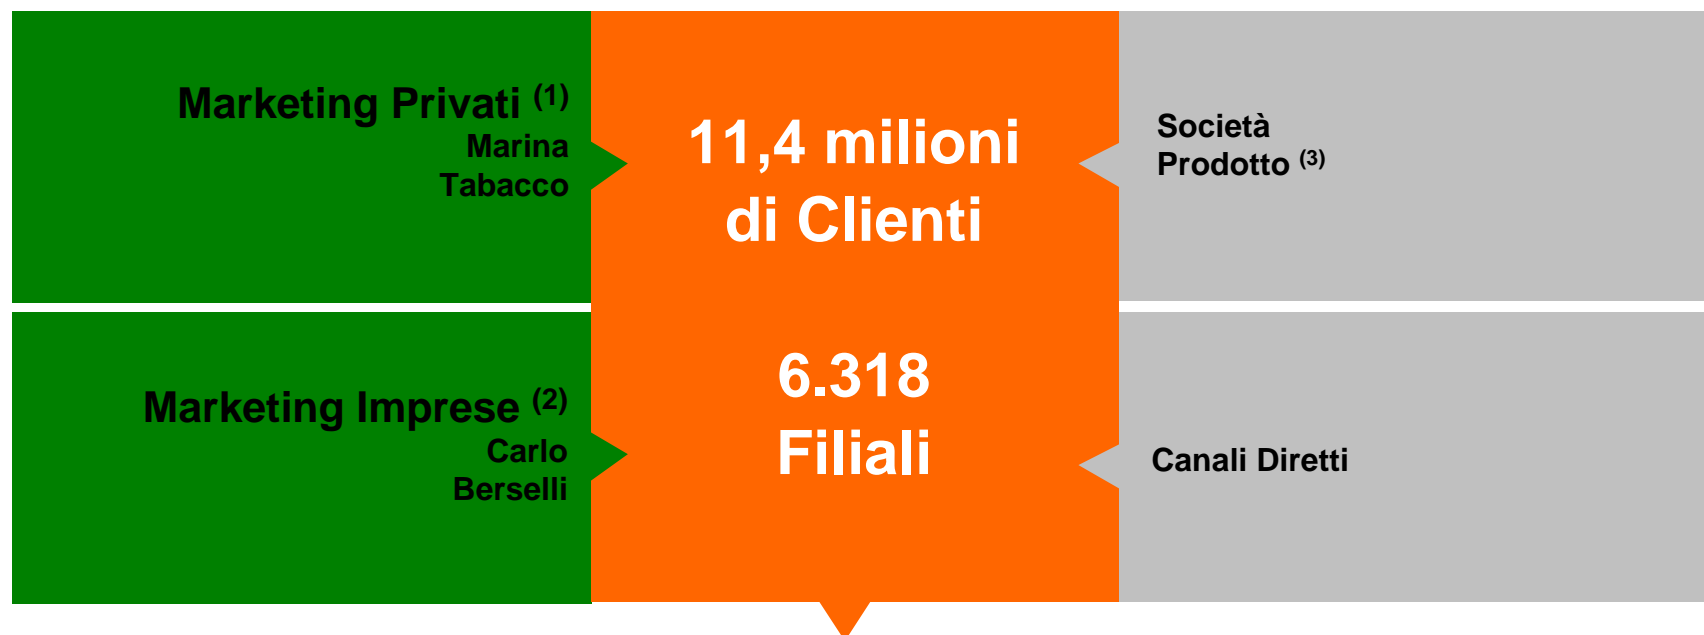 Marketing Privati (1)
Marina
Tabacco
11,4 milioni
di Clienti
Società
Prodotto (3)
Marketing Imprese (2)
Carlo
Berselli
6.318
Filiali
Canali Diretti